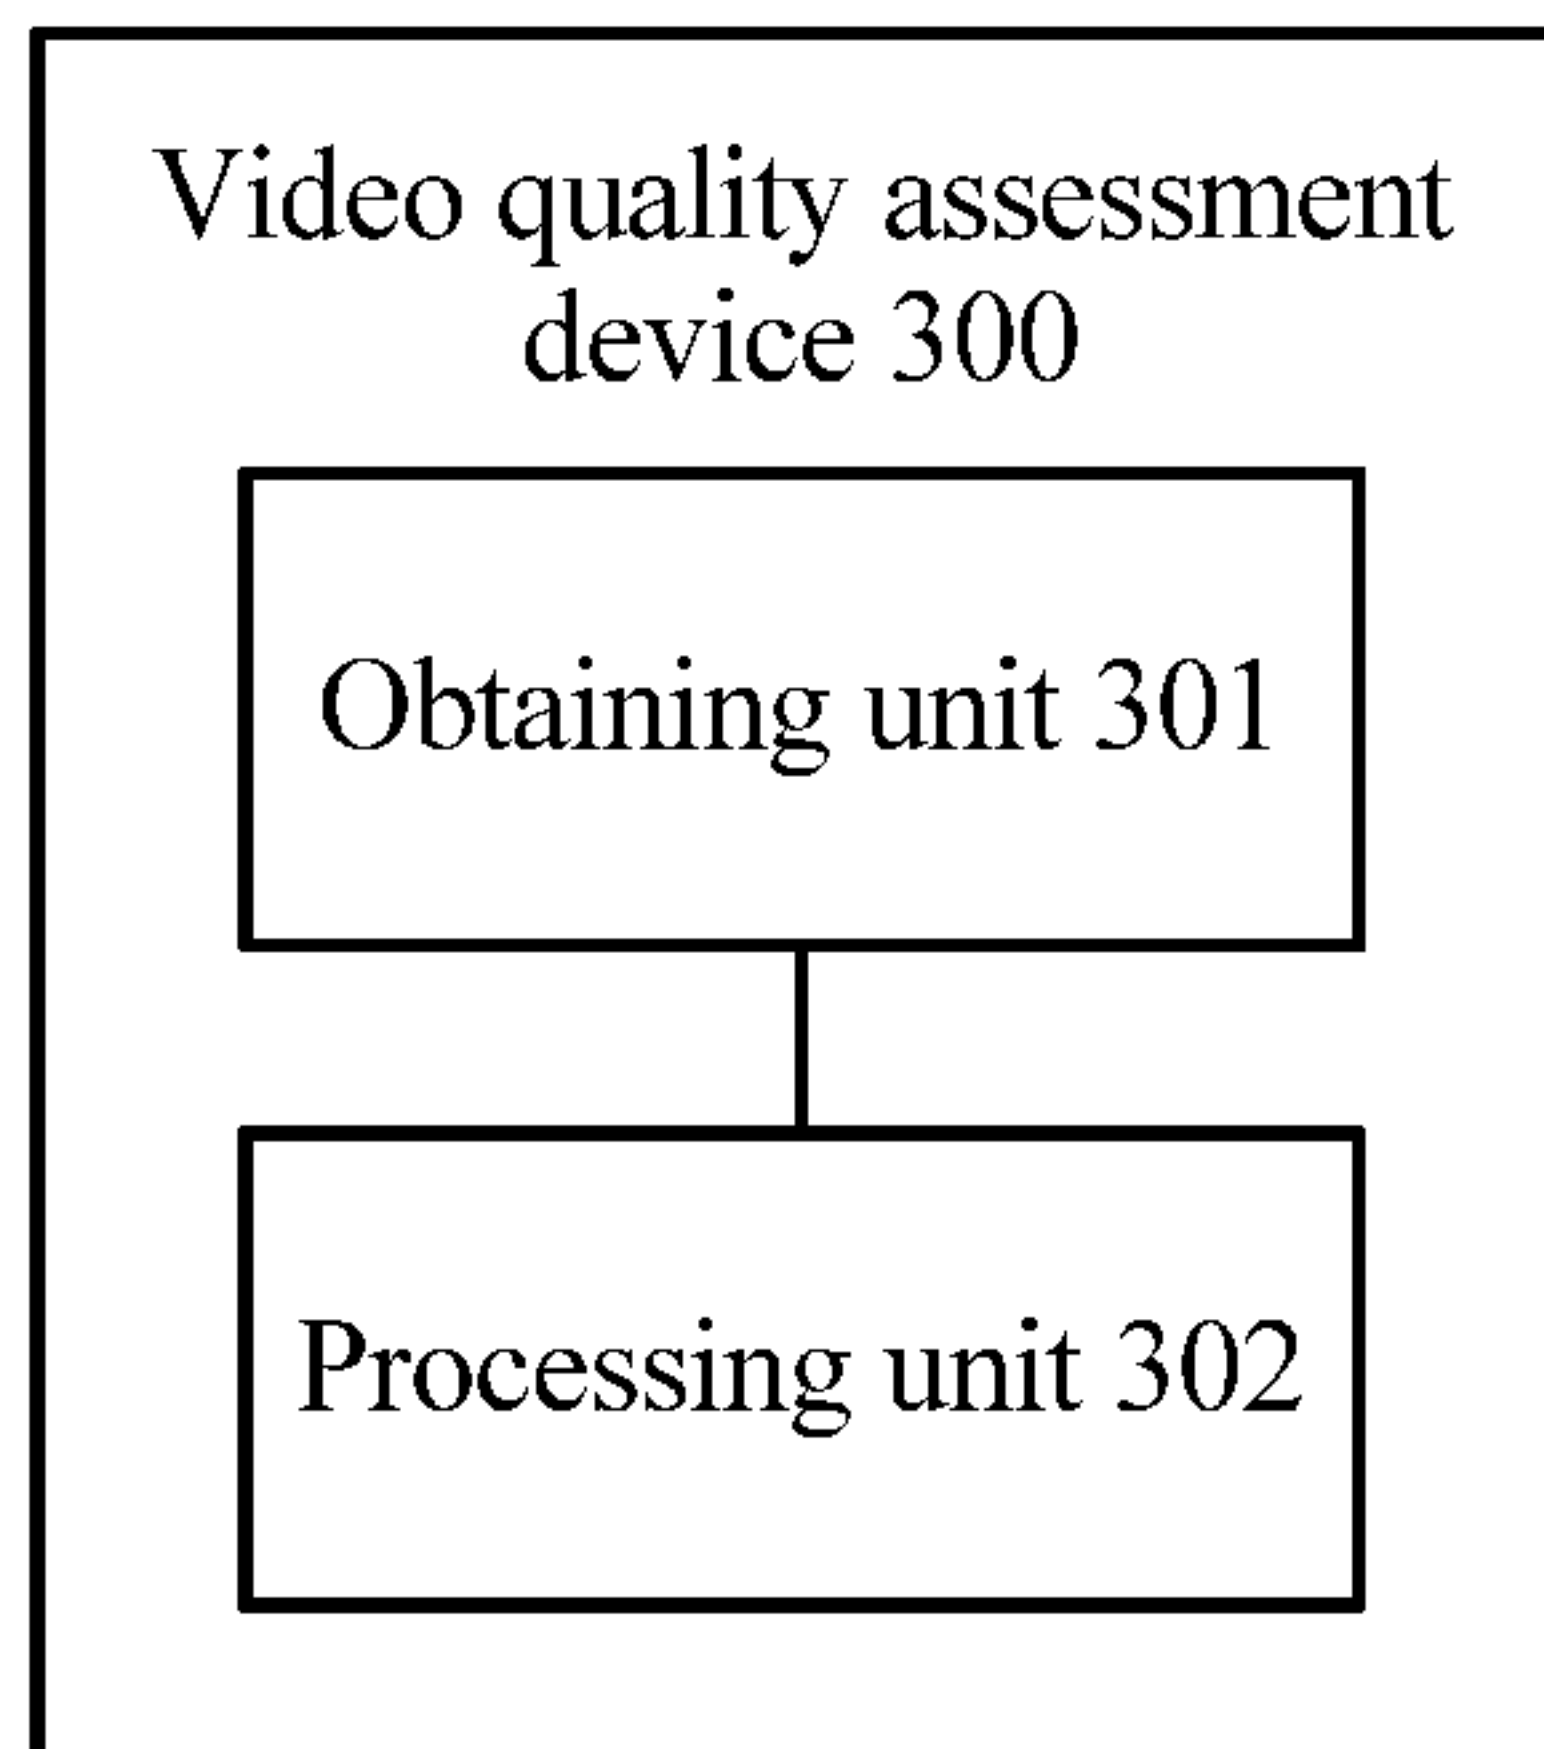 Video quality assessment
device 300
Obtaining unit 301
Processing unit 302